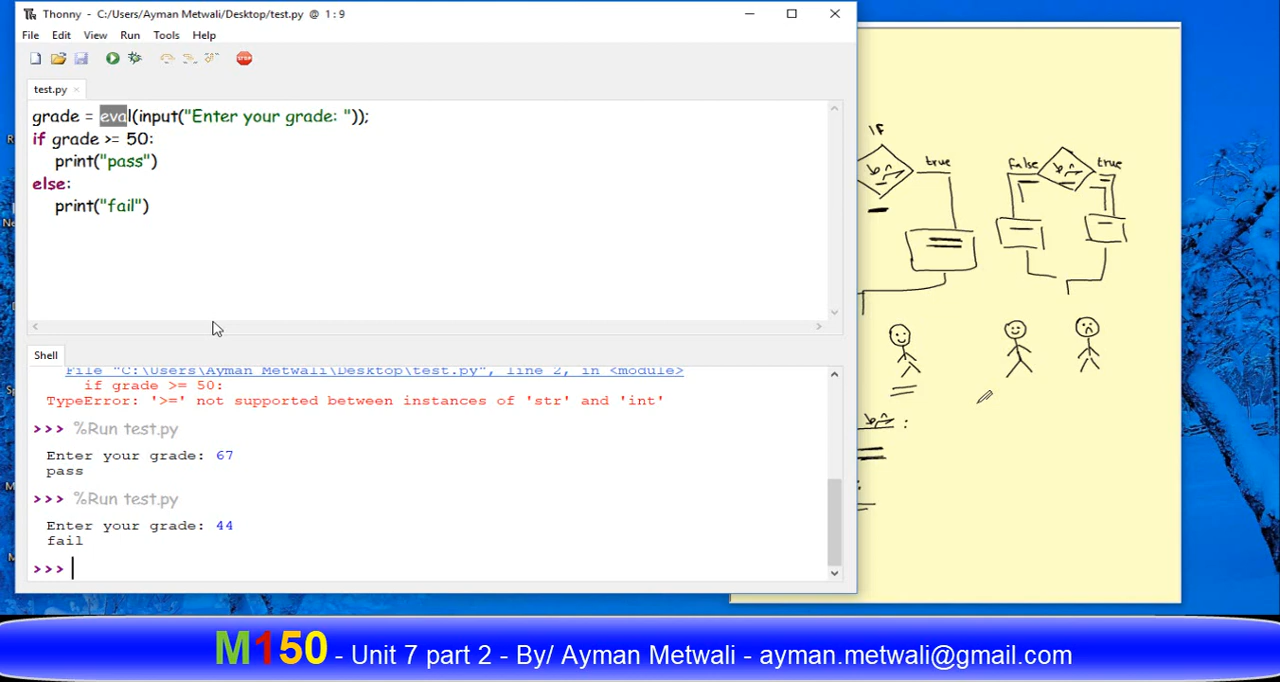 Thonny - C:/Users/Ayman Metwali/Desktop/test.py @ 1 : 9
File Edit View Run Tools Help
test.py ×
grade = eval(input("Enter your grade: "));
if grade >= 50:
print("pass")
else:
print("fail")
Shell
File "C:\Users\Ayman Metwali\Desktop\test.py", line 2, in <module>
if grade >= 50:
TypeError: '>=' not supported between instances of 'str' and 'int'
>>> %Run test.py
Enter your grade: 67
pass
>>> %Run test.py
Enter your grade: 44
fail
>>>
IF
true
False
true
M150 - Unit 7 part 2 - By/ Ayman Metwali - ayman.metwali@gmail.com